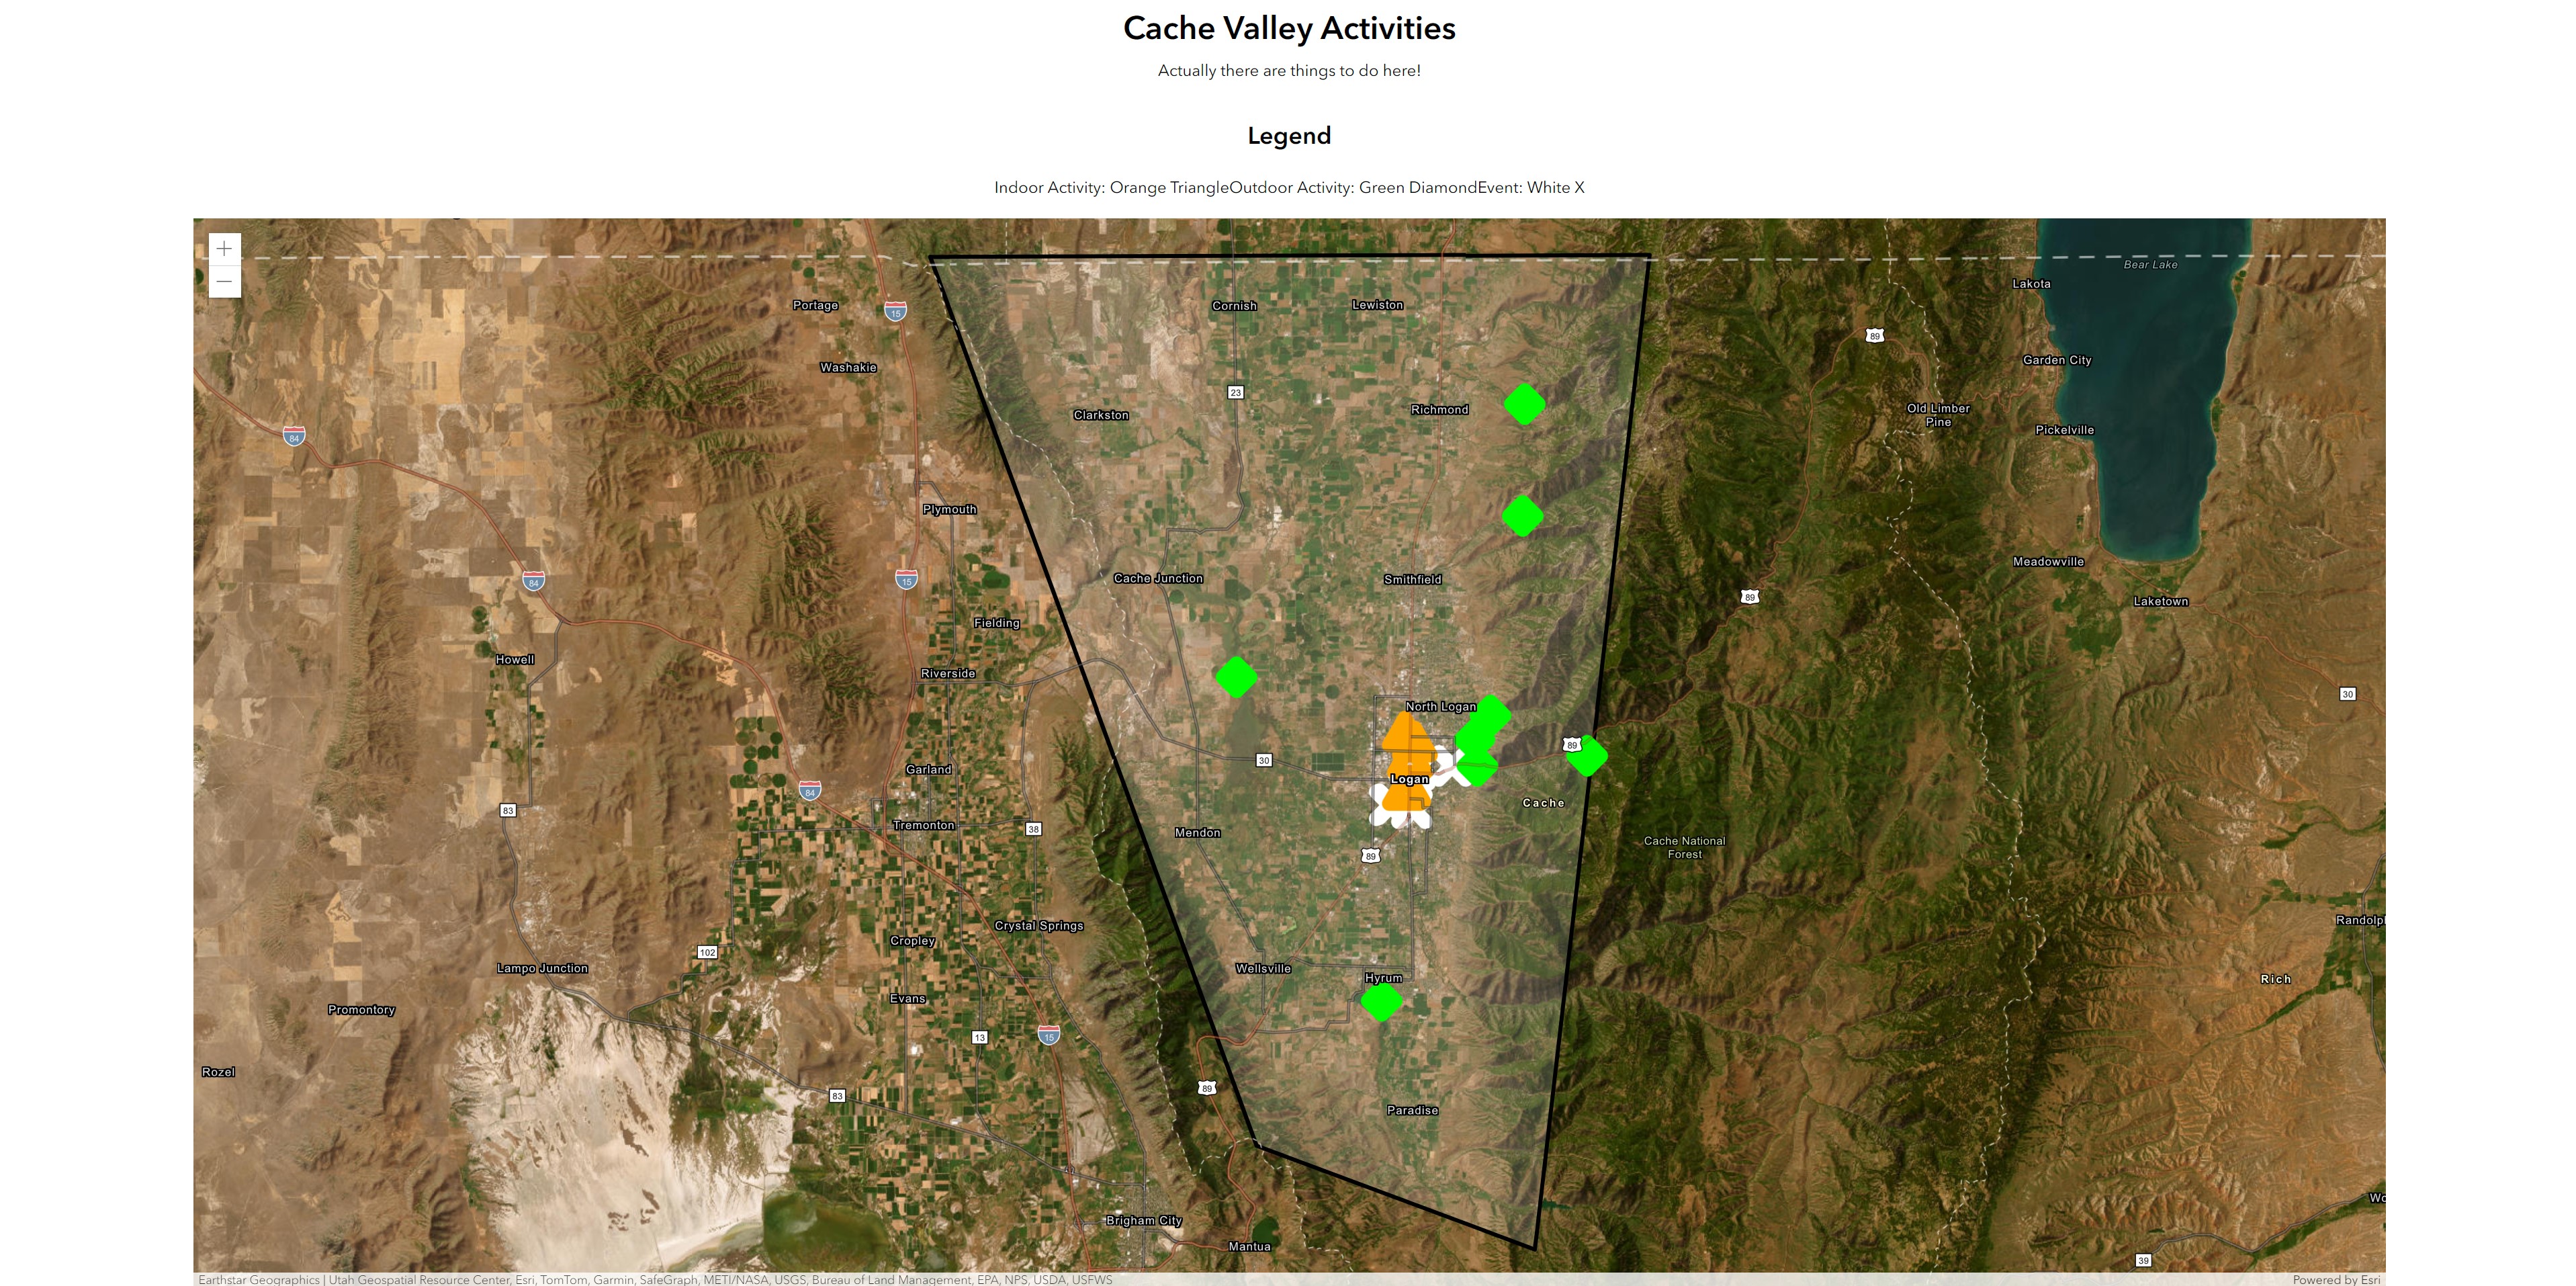 Cache Valley Activities
Actually there are things to do here!
Legend
Indoor Activity: Orange TriangleOutdoor Activity: Green DiamondEvent: White X
Bear Lake
Lakota
Portage
15
Cornish
Lewiston
89
Garden City
Washakie
23
Clarkston
Richmond
Old Limber
Pine
Pickelville
84
Plymouth
Meadowville
84
15
Cache Junction
Smithfield
89
Laketown
Fielding
Howell
Riverside
30
North Logan
89
30
Garland
Logan
84
83
Cache
Tremonton
38
Mendon
Cache National
Forest
89
Crystal Springs
Randolpl
Cropley
102
Lampo Junction
Wellsville
Hyrum
Rich
Evans
Promontory
13
15
Rozel
89
83
Paradise
Wo
Brigham City
Mantua
39
Earthstar Geographics | Utah Geospatial Resource Center, Esri, TomTom, Garmin, SafeGraph, METI/NASA, USGS, Bureau of Land Management, EPA, NPS, USDA, USFWS
Powered by Esri